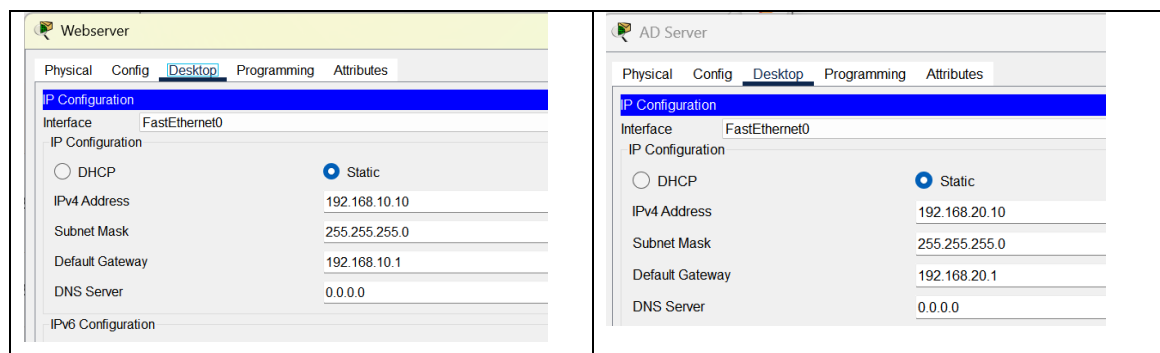 Webserver
Physical Config Desktop Programming Attributes
IP Configuration
Interface FastEthernet0
IP Configuration
DHCP Static
IPv4 Address 192.168.10.10
Subnet Mask 255.255.255.0
Default Gateway 192.168.10.1
DNS Server 0.0.0.0
IPv6 Configuration
AD Server
Physical Config Desktop Programming Attributes
IP Configuration
Interface FastEthernet0
IP Configuration
DHCP Static
IPv4 Address 192.168.20.10
Subnet Mask 255.255.255.0
Default Gateway 192.168.20.1
DNS Server 0.0.0.0